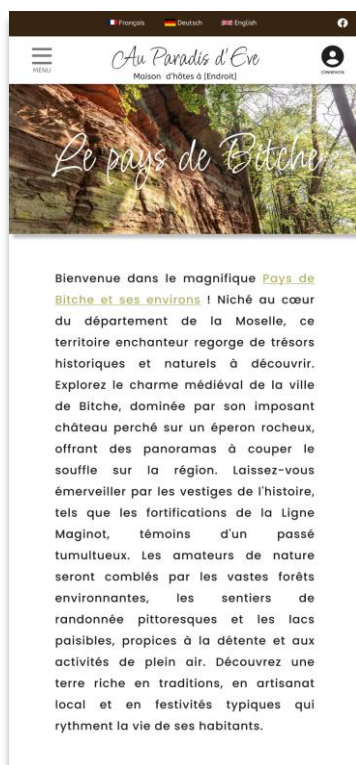 Français Deutsch English
Au Paradis d'Eve
MENU
Maison d'hôtes à [Endroit]
CONNEXION
Le pays de Bitche
Bienvenue dans le magnifique Pays de
Bitche et ses environs ! Niché au cœur
du département de la Moselle, ce
territoire enchanteur regorge de trésors
historiques et naturels à découvrir.
Explorez le charme médiéval de la ville
de Bitche, dominée par son imposant
château perché sur un éperon rocheux,
offrant des panoramas à couper le
souffle sur la région. Laissez-vous
émerveiller par les vestiges de l'histoire,
tels que les fortifications de la Ligne
Maginot, témoins d'un passé
tumultueux. Les amateurs de nature
seront comblés par les vastes forêts
environnantes, les sentiers de
randonnée pittoresques et les lacs
paisibles, propices à la détente et aux
activités de plein air. Découvrez une
terre riche en traditions, en artisanat
local et en festivités typiques qui
rythment la vie de ses habitants.